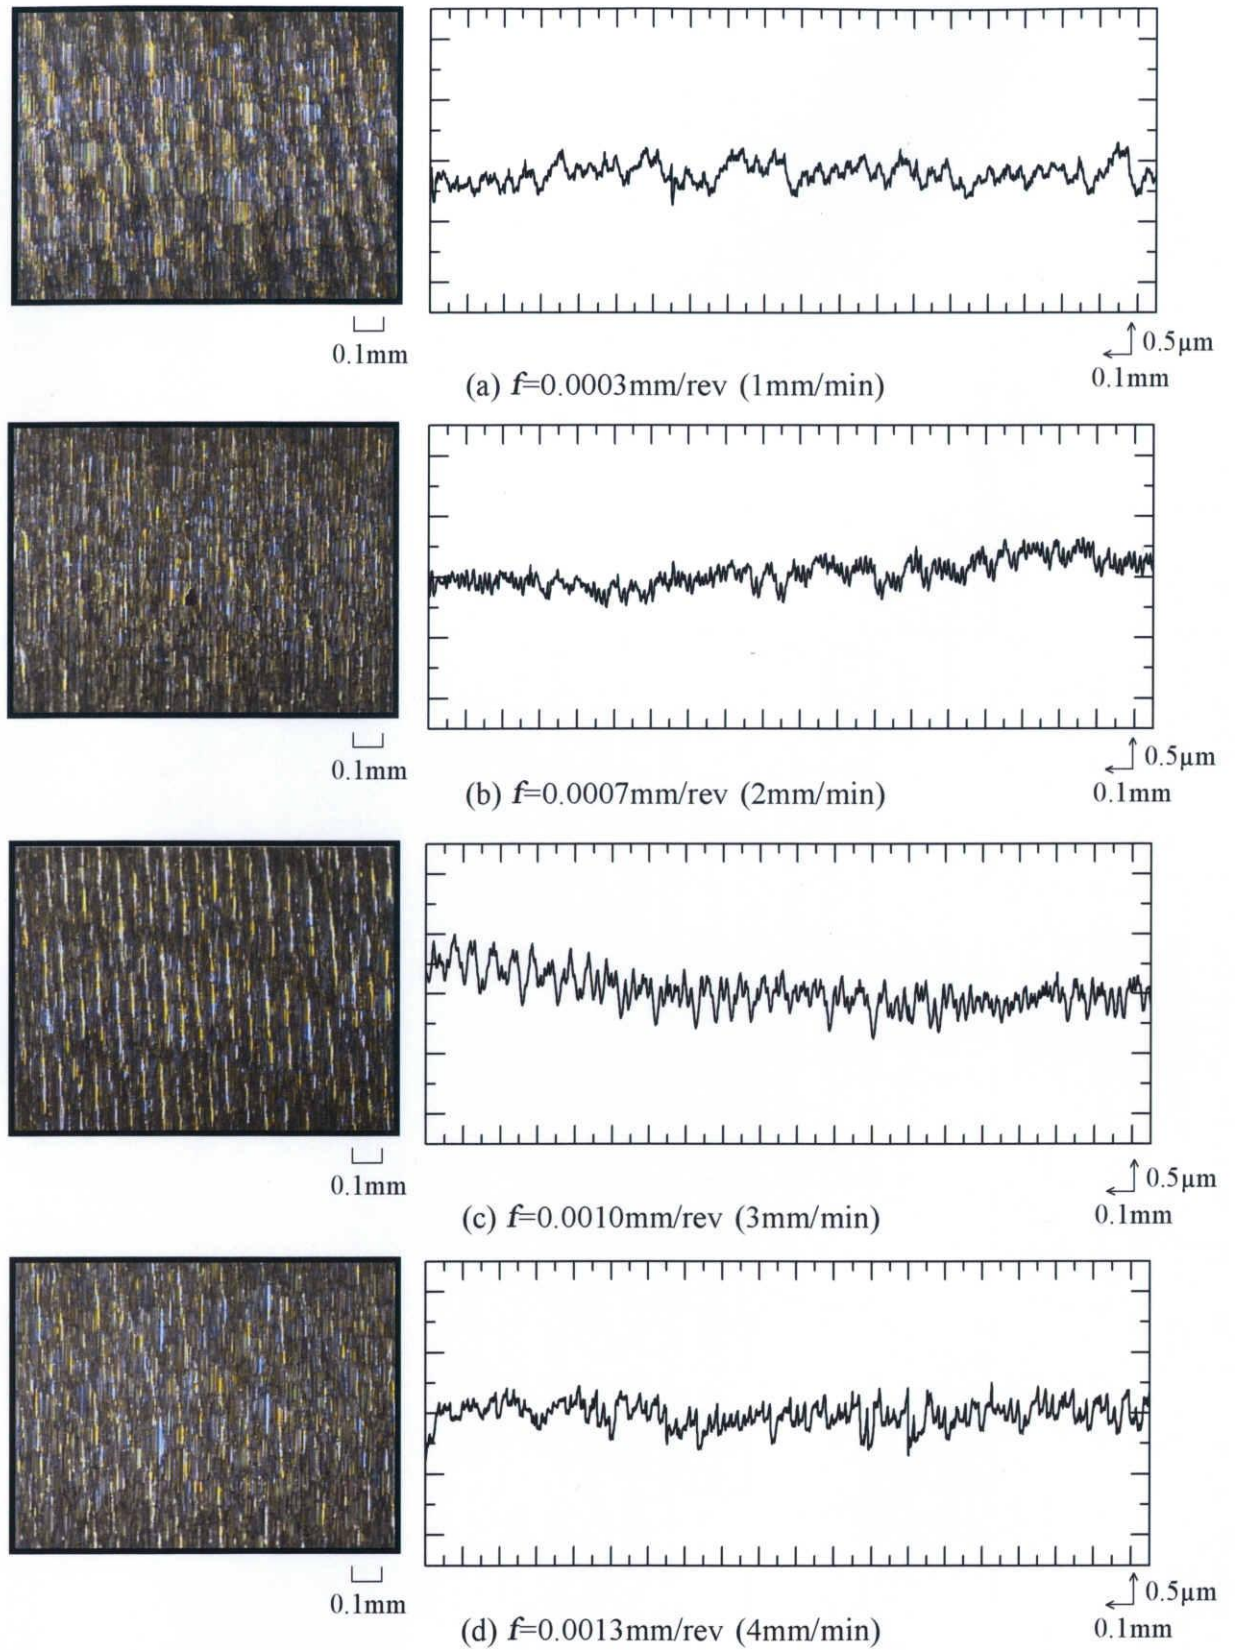 0.1mm
0.5µm
0.1mm
(a) f=0.0003mm/rev (1mm/min)
0.1mm
0.5µm
0.1mm
(b) f=0.0007mm/rev (2mm/min)
0.1mm
0.5µm
0.1mm
(c) f=0.0010mm/rev (3mm/min)
0.1mm
0.5µm
0.1mm
(d) f=0.0013mm/rev (4mm/min)